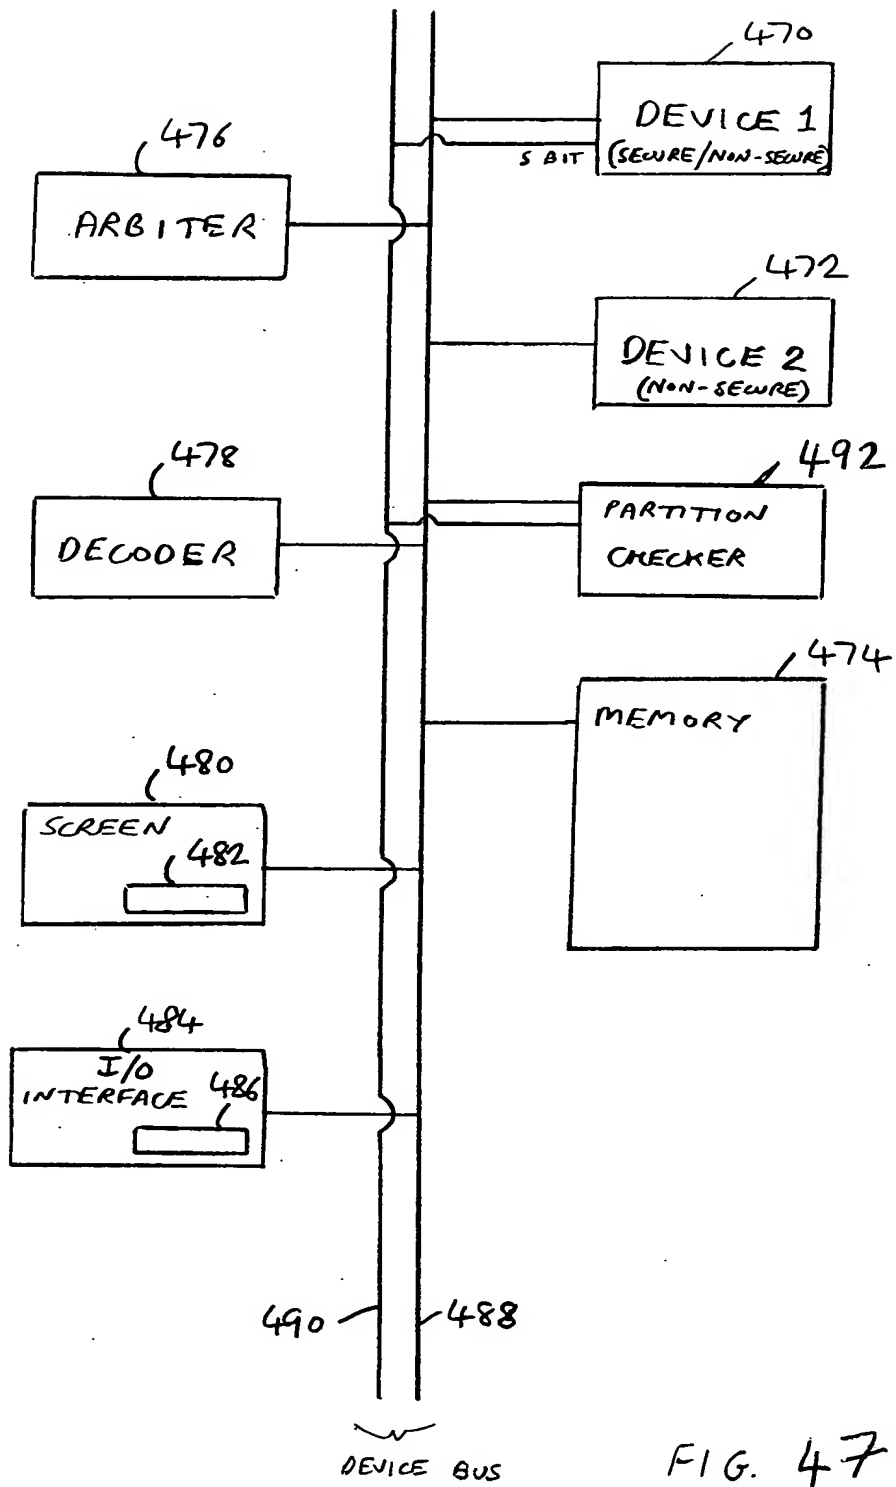 470
DEVICE 1
(SECURE/NON-SECURE)
S BIT
476
ARBITER
472
DEVICE 2
(NON-SECURE)
478
DECODER
492
PARTITION
CHECKER
474
MEMORY
480
SCREEN
482
484
I/O
INTERFACE
486
490
488
DEVICE BUS
FIG. 47